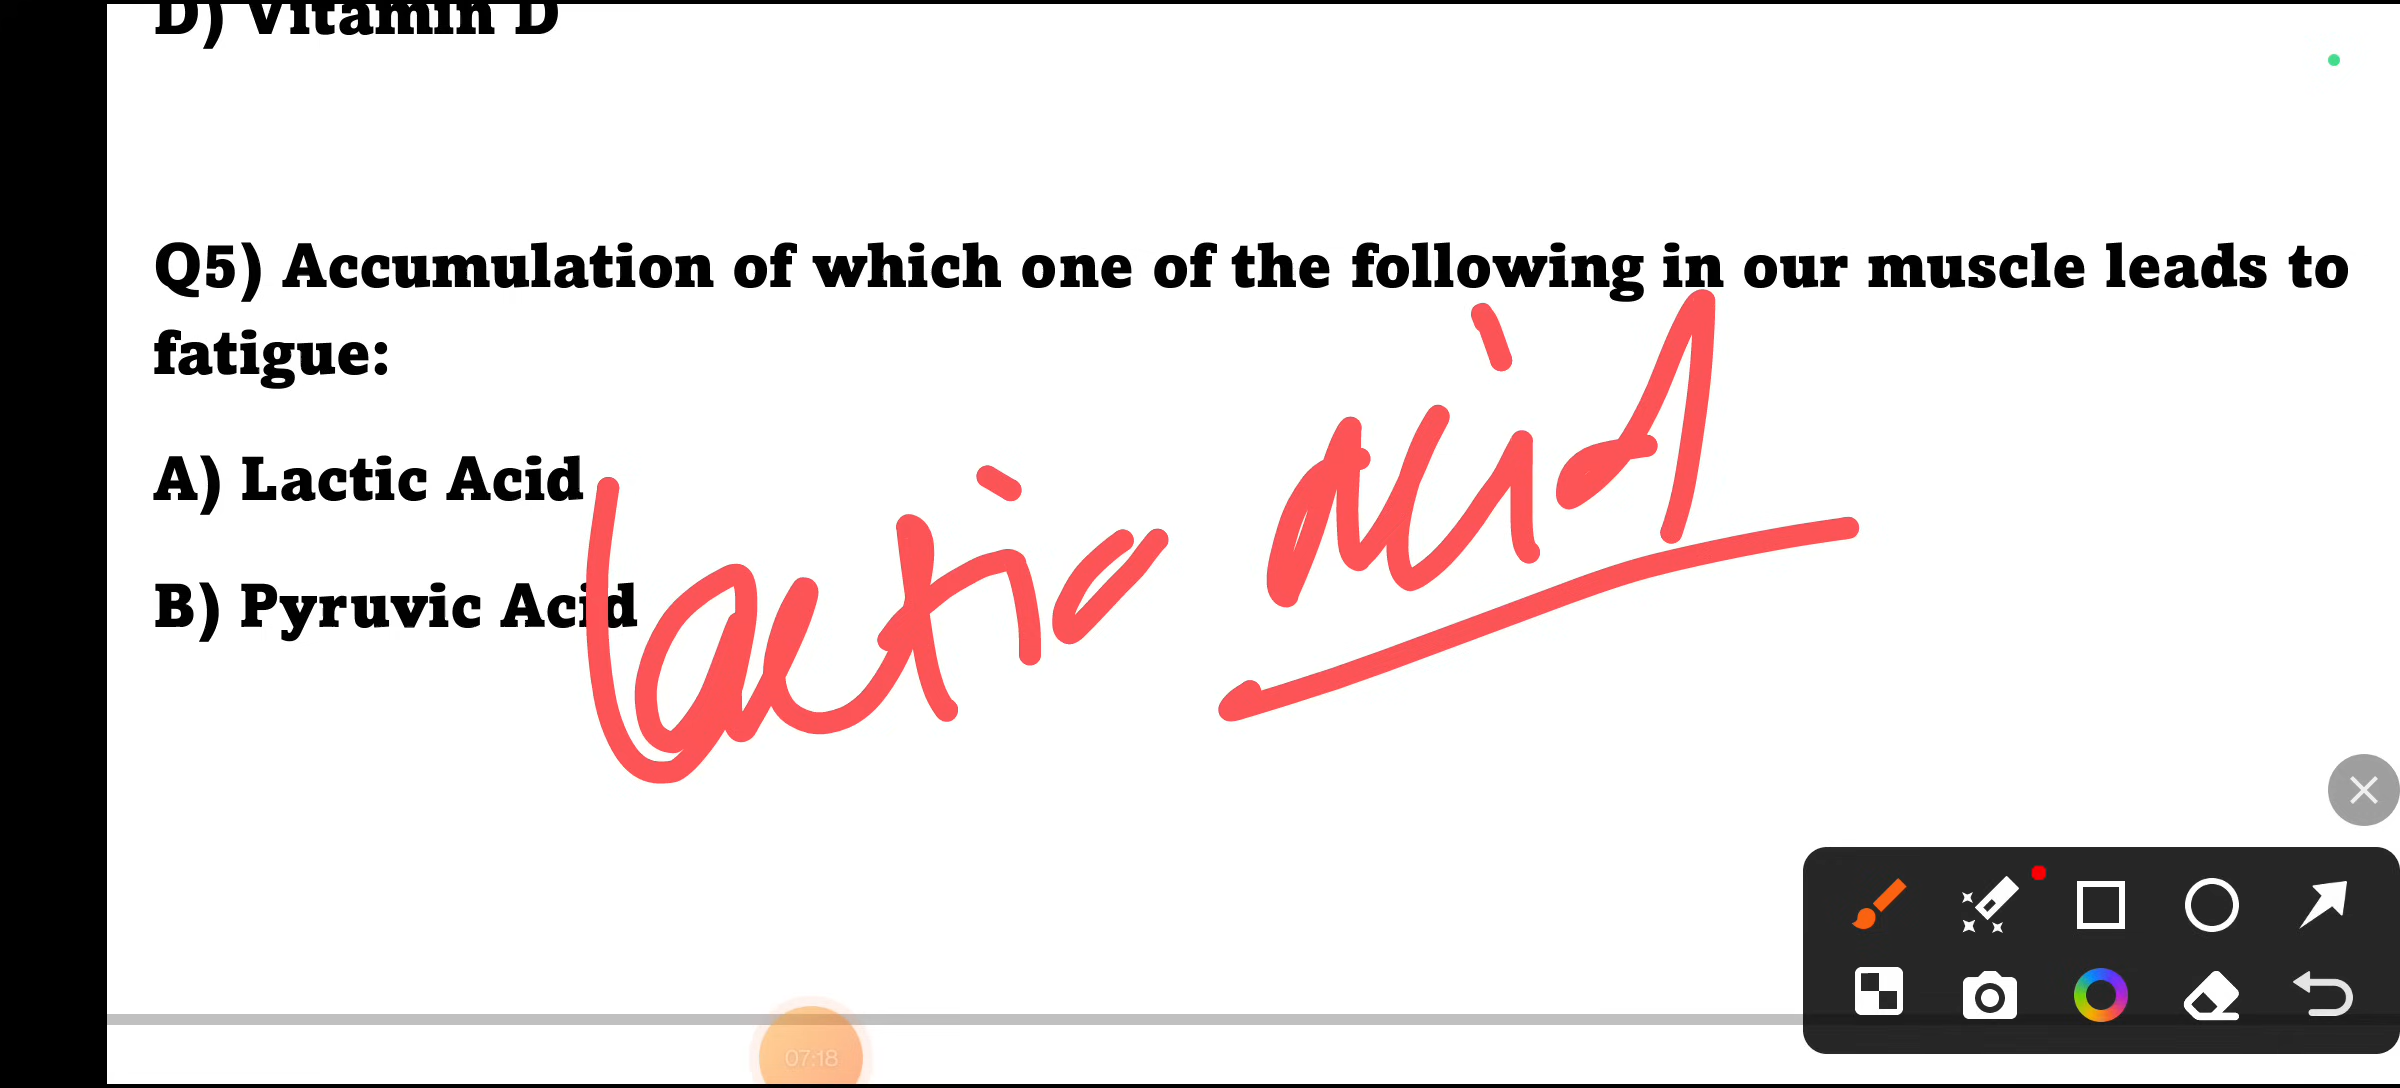 D) Vitamin D
Q5) Accumulation of which one of the following in our muscle leads to
fatigue:
A) Lactic Acid
B) Pyruvic Acid
Lactic acid
07:18